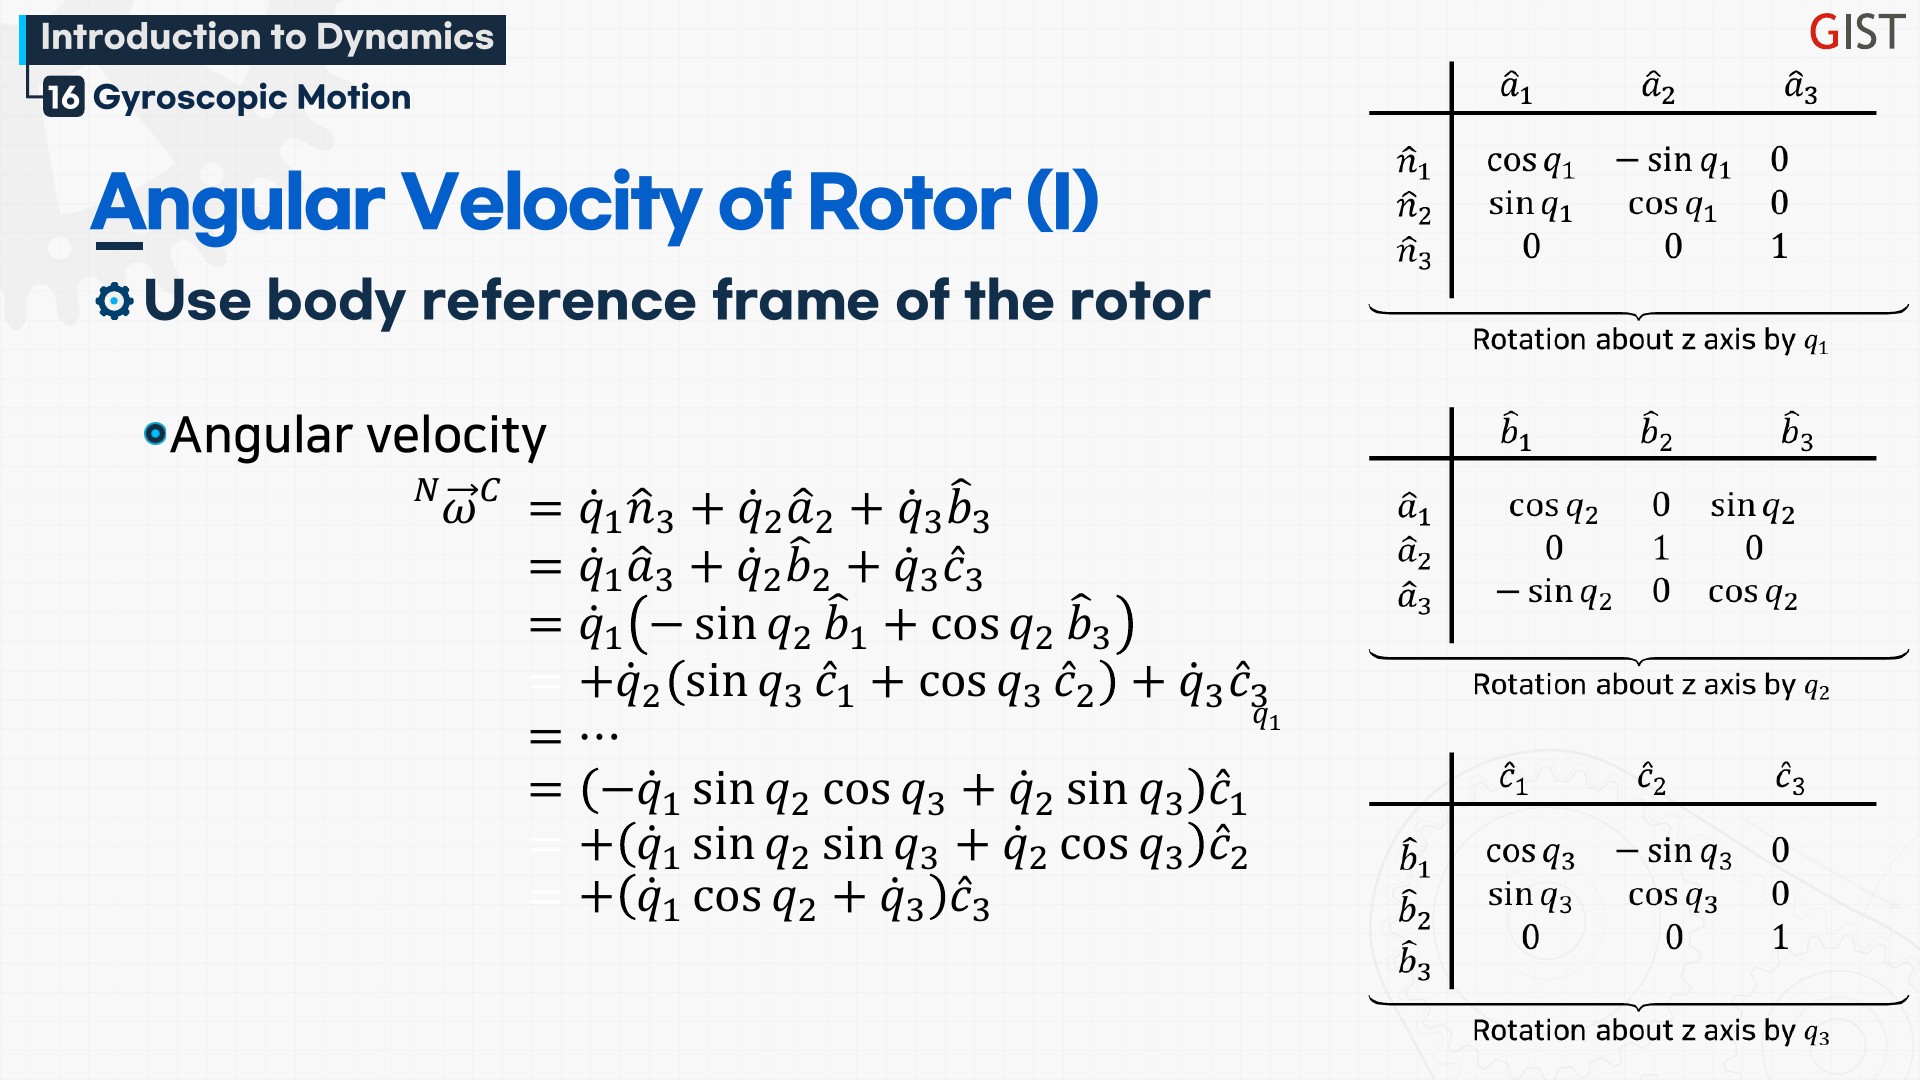 Introduction to Dynamics
16 Gyroscopic Motion
GIST
Angular Velocity of Rotor (I)
Use body reference frame of the rotor
Angular velocity
ᴺω⃗ᶜ = q̇₁n̂₃ + q̇₂â₂ + q̇₃b̂₃
= q̇₁â₃ + q̇₂b̂₂ + q̇₃ĉ₃
= q̇₁(− sin q₂ b̂₁ + cos q₂ b̂₃)
+q̇₂(sin q₃ ĉ₁ + cos q₃ ĉ₂) + q̇₃ĉ₃
q₁
= ⋯
= (−q̇₁ sin q₂ cos q₃ + q̇₂ sin q₃)ĉ₁
+(q̇₁ sin q₂ sin q₃ + q̇₂ cos q₃)ĉ₂
+(q̇₁ cos q₂ + q̇₃)ĉ₃
â₁ â₂ â₃
n̂₁ cos q₁ − sin q₁ 0
n̂₂ sin q₁ cos q₁ 0
n̂₃ 0 0 1
Rotation about z axis by q₁
b̂₁ b̂₂ b̂₃
â₁ cos q₂ 0 sin q₂
â₂ 0 1 0
â₃ − sin q₂ 0 cos q₂
Rotation about z axis by q₂
ĉ₁ ĉ₂ ĉ₃
b̂₁ cos q₃ − sin q₃ 0
b̂₂ sin q₃ cos q₃ 0
b̂₃ 0 0 1
Rotation about z axis by q₃